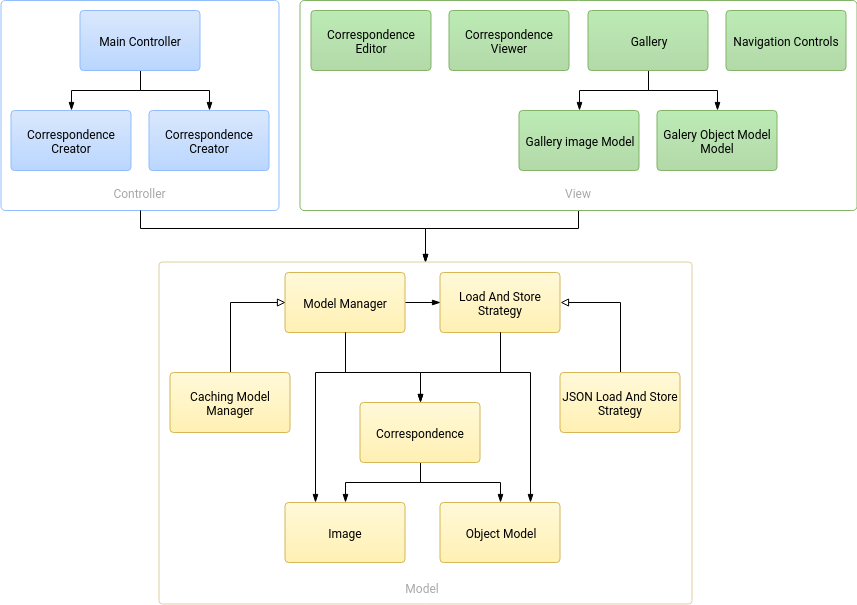 Main Controller
Correspondence
Creator
Correspondence
Creator
Controller
Correspondence
Editor
Correspondence
Viewer
Gallery
Navigation Controls
Gallery image Model
Galery Object Model
Model
View
Model Manager
Load And Store
Strategy
Caching Model
Manager
JSON Load And Store
Strategy
Correspondence
Image
Object Model
Model